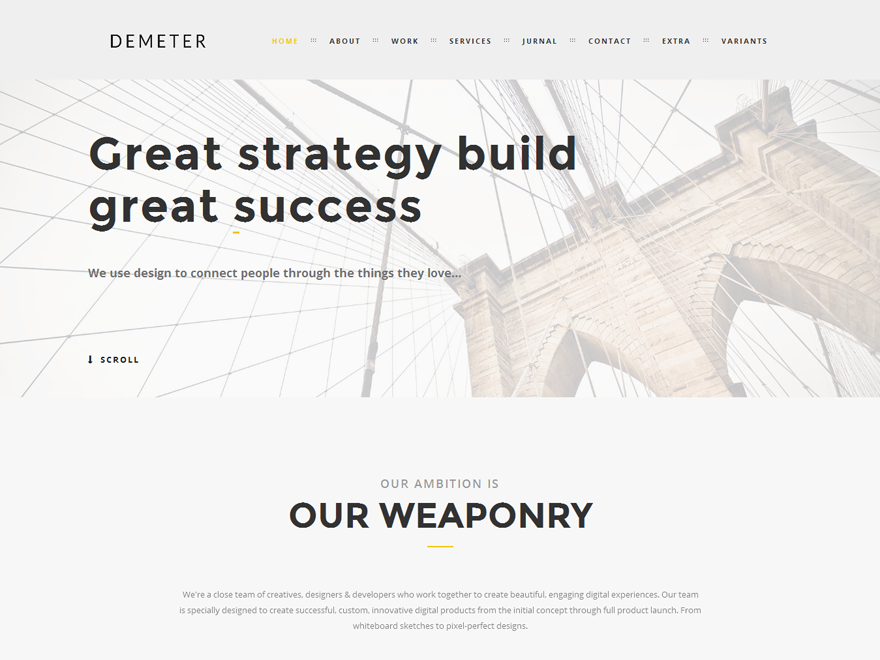 DEMETER
HOME ABOUT WORK SERVICES JURNAL CONTACT EXTRA VARIANTS
Great strategy build
great success
We use design to connect people through the things they love...
SCROLL
OUR AMBITION IS
OUR WEAPONRY
We're a close team of creatives, designers & developers who work together to create beautiful, engaging digital experiences. Our team
is specially designed to create successful, custom, innovative digital products from the initial concept through full product launch. From
whiteboard sketches to pixel-perfect designs.